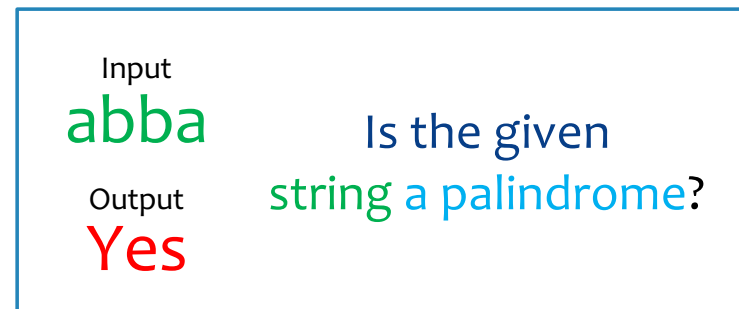 Input
abba
Output
Yes
Is the given
string a palindrome?